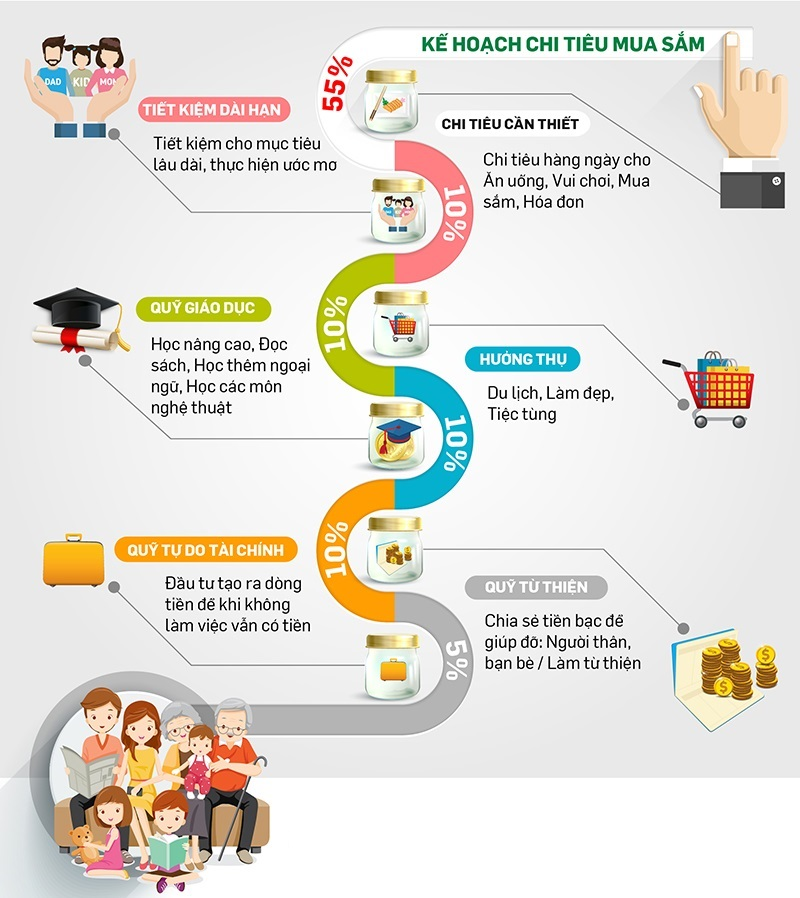 KẾ HOẠCH CHI TIÊU MUA SẮM
55%
DAD
KID
MOM
TIẾT KIỆM DÀI HẠN
Tiết kiệm cho mục tiêu
lâu dài, thực hiện ước mơ
CHI TIÊU CẦN THIẾT
Chi tiêu hàng ngày cho
Ăn uống, Vui chơi, Mua
sắm, Hóa đơn
10%
QUỸ GIÁO DỤC
Học nâng cao, Đọc
sách, Học thêm ngoại
ngữ, Học các môn
nghệ thuật
10%
HƯỞNG THỤ
Du lịch, Làm đẹp,
Tiệc tùng
10%
QUỸ TỰ DO TÀI CHÍNH
Đầu tư tạo ra dòng
tiền để khi không
làm việc vẫn có tiền
10%
QUỸ TỪ THIỆN
Chia sẻ tiền bạc để
giúp đỡ: Người thân,
bạn bè / Làm từ thiện
5%